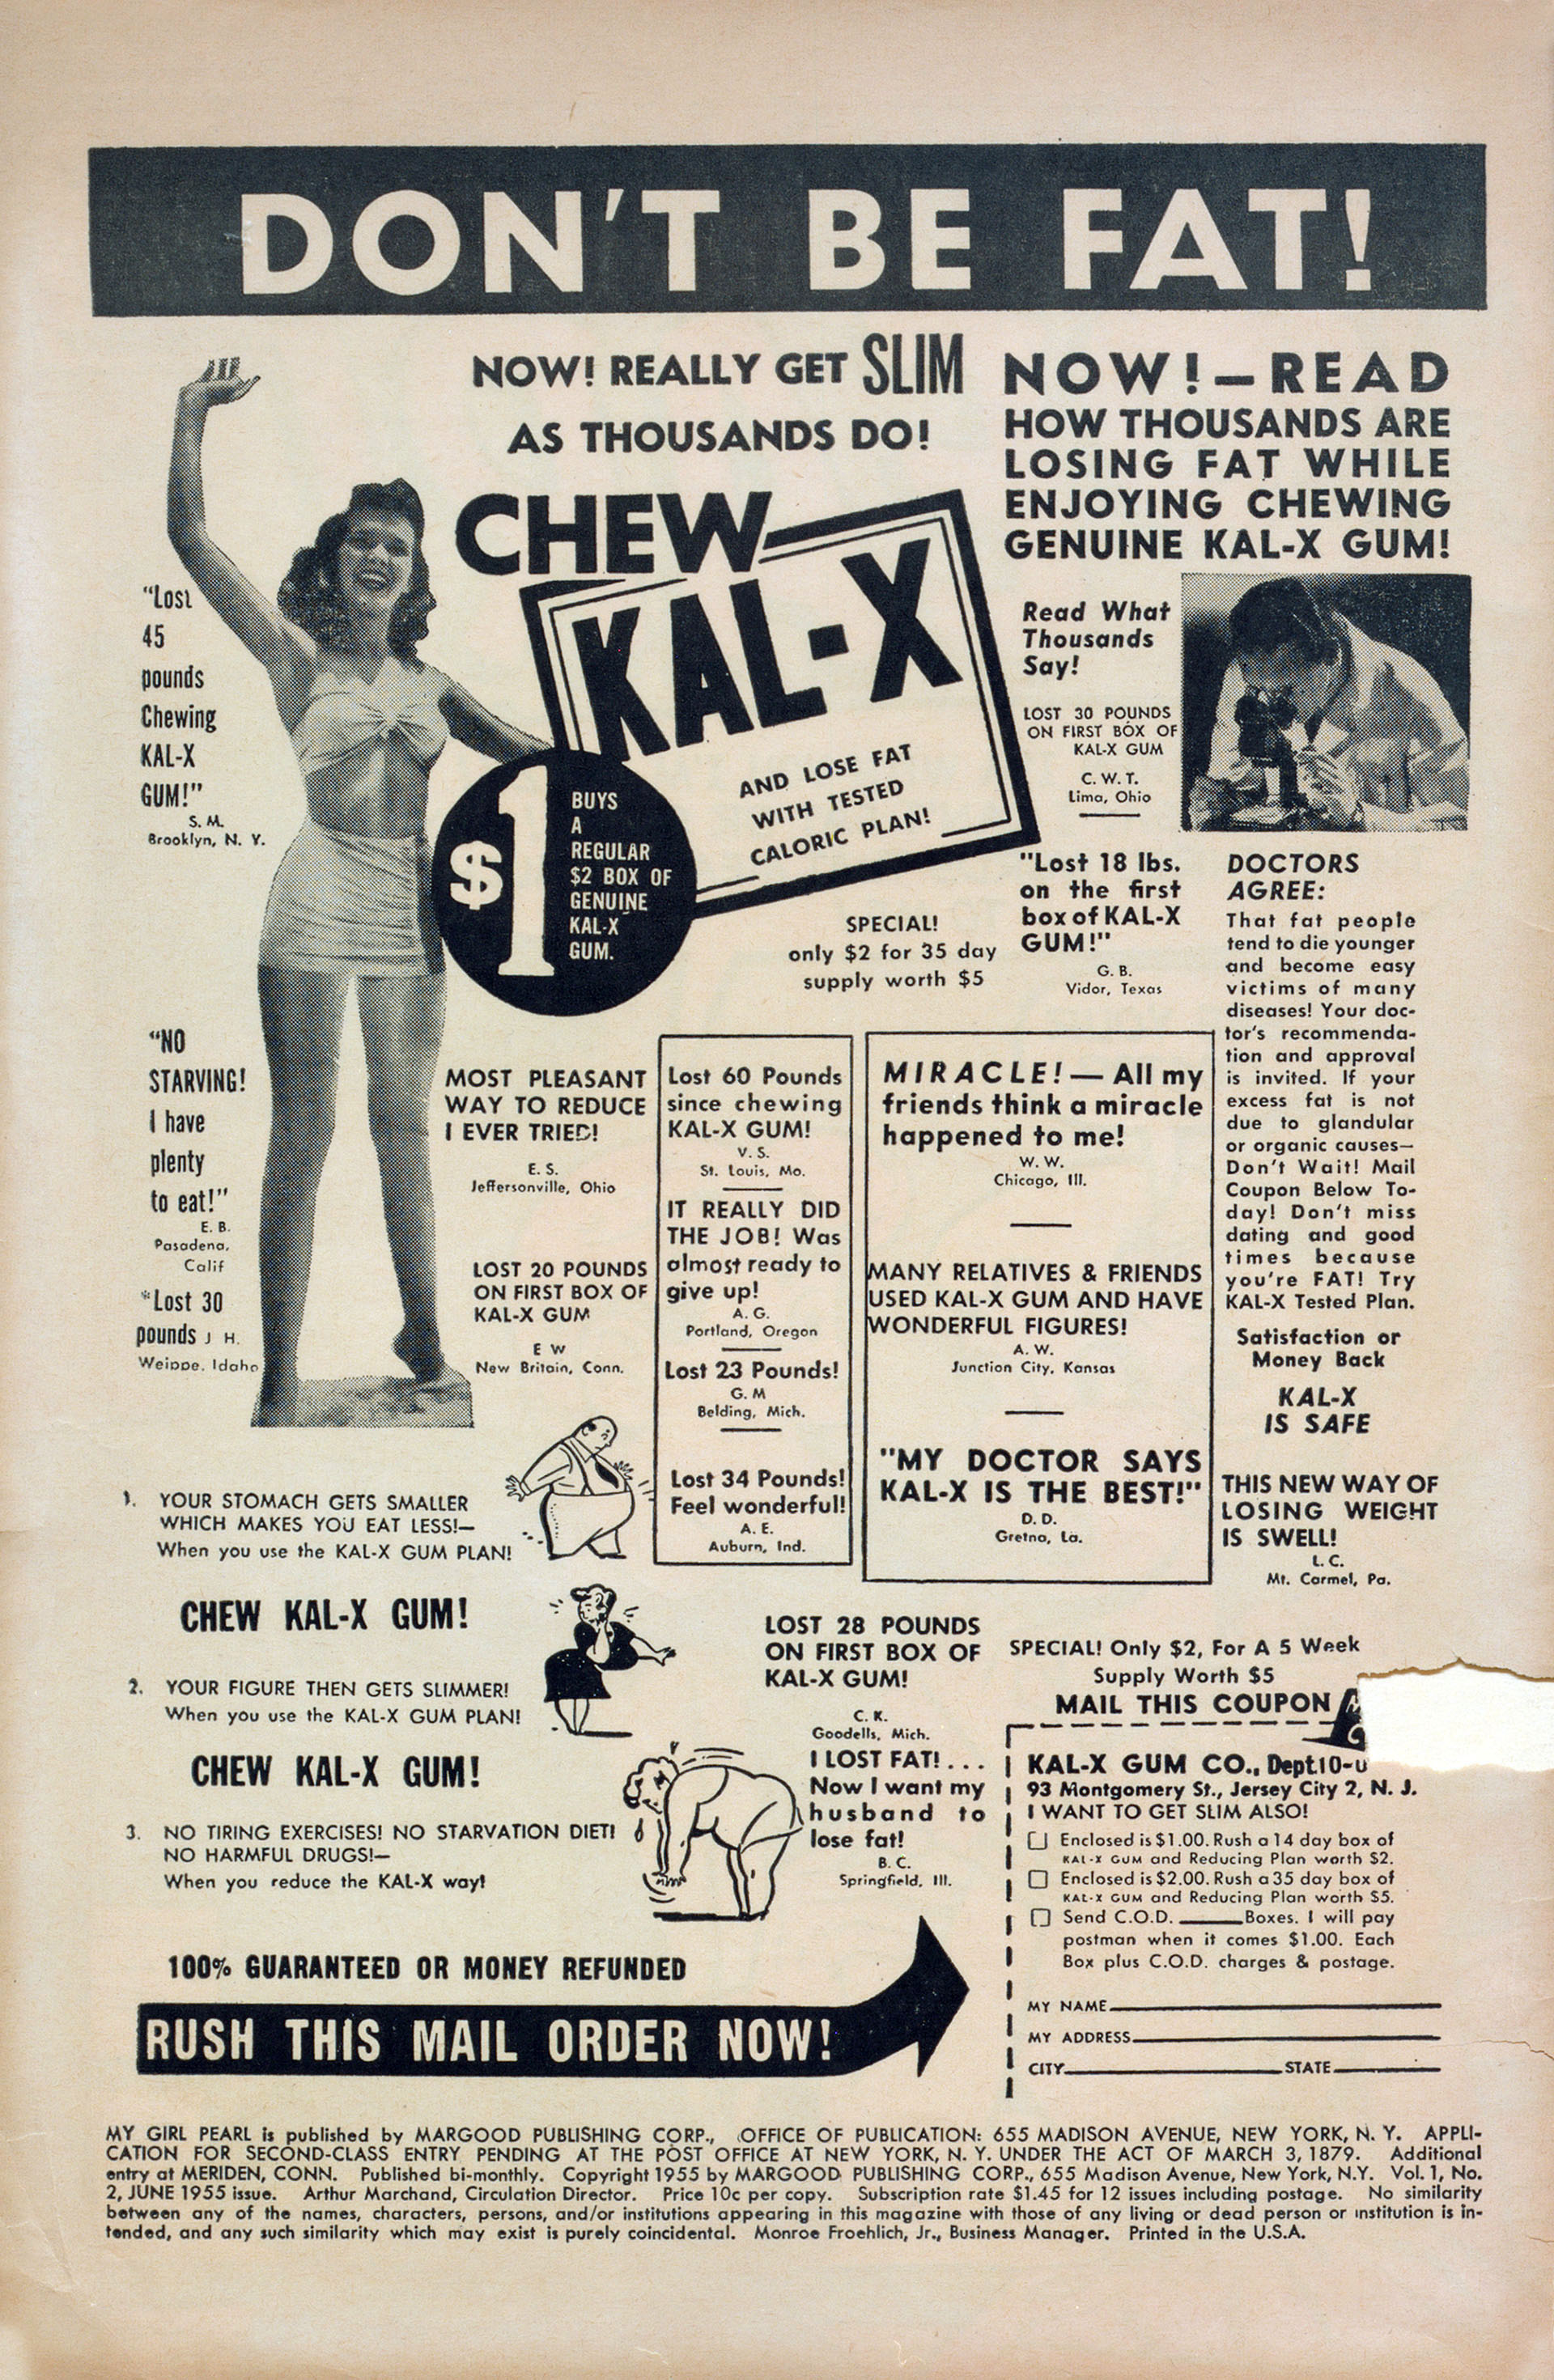 DON'T BE FAT!
NOW! REALLY GET SLIM
AS THOUSANDS DO!
CHEW
KAL-X
AND LOSE FAT
WITH TESTED
CALORIC PLAN!
$1
BUYS
A
REGULAR
$2 BOX OF
GENUINE
KAL-X
GUM.
SPECIAL!
only $2 for 35 day
supply worth $5
NOW!—READ
HOW THOUSANDS ARE
LOSING FAT WHILE
ENJOYING CHEWING
GENUINE KAL-X GUM!
Read What
Thousands
Say!
LOST 30 POUNDS
ON FIRST BOX OF
KAL-X GUM
C. W. T.
Lima, Ohio
"Lost 18 lbs.
on the first
box of KAL-X
GUM!"
G. B.
Vidor, Texas
"Lost
45
pounds
Chewing
KAL-X
GUM!"
S. M.
Brooklyn, N. Y.
"NO
STARVING!
I have
plenty
to eat!"
E. B.
Pasadena,
Calif
"Lost 30
pounds J H.
Weippe, Idaho
MOST PLEASANT
WAY TO REDUCE
I EVER TRIED!
E. S.
Jeffersonville, Ohio
LOST 20 POUNDS
ON FIRST BOX OF
KAL-X GUM
E W
New Britain, Conn.
Lost 60 Pounds
since chewing
KAL-X GUM!
V. S.
St. Louis, Mo.
IT REALLY DID
THE JOB! Was
almost ready to
give up!
A. G.
Portland, Oregon
Lost 23 Pounds!
G. M
Belding, Mich.
Lost 34 Pounds!
Feel wonderful!
A. E.
Auburn, Ind.
MIRACLE!— All my
friends think a miracle
happened to me!
W. W.
Chicago, Ill.
MANY RELATIVES & FRIENDS
USED KAL-X GUM AND HAVE
WONDERFUL FIGURES!
A. W.
Junction City, Kansas
"MY DOCTOR SAYS
KAL-X IS THE BEST!"
D. D.
Gretna, La.
DOCTORS
AGREE:
That fat people
tend to die younger
and become easy
victims of many
diseases! Your doc-
tor's recommenda-
tion and approval
is invited. If your
excess fat is not
due to glandular
or organic causes—
Don't Wait! Mail
Coupon Below To-
day! Don't miss
dating and good
times because
you're FAT! Try
KAL-X Tested Plan.
Satisfaction or
Money Back
KAL-X
IS SAFE
THIS NEW WAY OF
LOSING WEIGHT
IS SWELL!
L. C.
Mt. Carmel, Pa.
1. YOUR STOMACH GETS SMALLER
WHICH MAKES YOU EAT LESS!—
When you use the KAL-X GUM PLAN!
CHEW KAL-X GUM!
2. YOUR FIGURE THEN GETS SLIMMER!
When you use the KAL-X GUM PLAN!
CHEW KAL-X GUM!
3. NO TIRING EXERCISES! NO STARVATION DIET!
NO HARMFUL DRUGS!—
When you reduce the KAL-X way!
LOST 28 POUNDS
ON FIRST BOX OF
KAL-X GUM!
C. K.
Goodells, Mich.
I LOST FAT! . . .
Now I want my
husband to
lose fat!
B. C.
Springfield, Ill.
100% GUARANTEED OR MONEY REFUNDED
RUSH THIS MAIL ORDER NOW!
SPECIAL! Only $2, For A 5 Week
Supply Worth $5
MAIL THIS COUPON
KAL-X GUM CO., Dept.10-
93 Montgomery St., Jersey City 2, N. J.
I WANT TO GET SLIM ALSO!
Enclosed is $1.00. Rush a 14 day box of
KAL-X GUM and Reducing Plan worth $2.
Enclosed is $2.00. Rush a 35 day box of
KAL-X GUM and Reducing Plan worth $5.
Send C.O.D. ____ Boxes. I will pay
postman when it comes $1.00. Each
Box plus C.O.D. charges & postage.
MY NAME
MY ADDRESS
CITY STATE
MY GIRL PEARL is published by MARGOOD PUBLISHING CORP., OFFICE OF PUBLICATION: 655 MADISON AVENUE, NEW YORK, N. Y. APPLI-
CATION FOR SECOND-CLASS ENTRY PENDING AT THE POST OFFICE AT NEW YORK, N. Y. UNDER THE ACT OF MARCH 3, 1879. Additional
entry at MERIDEN, CONN. Published bi-monthly. Copyright 1955 by MARGOOD PUBLISHING CORP., 655 Madison Avenue, New York, N.Y. Vol. 1, No.
2, JUNE 1955 issue. Arthur Marchand, Circulation Director. Price 10c per copy. Subscription rate $1.45 for 12 issues including postage. No similarity
between any of the names, characters, persons, and/or institutions appearing in this magazine with those of any living or dead person or institution is in-
tended, and any such similarity which may exist is purely coincidental. Monroe Froehlich, Jr., Business Manager. Printed in the U.S.A.